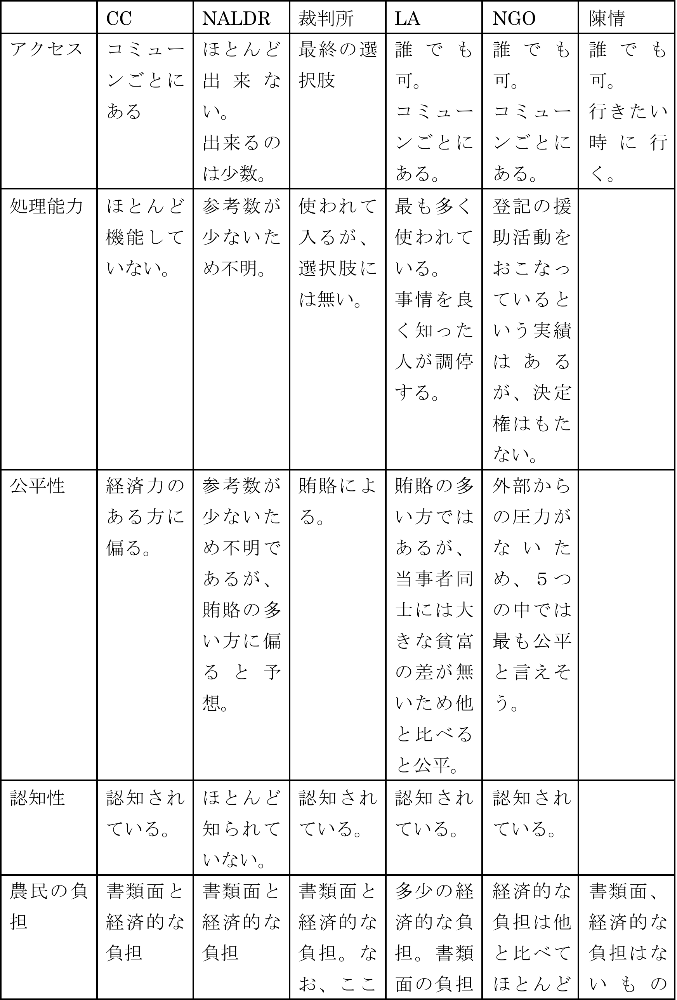 CC
NALDR
裁判所
LA
NGO
陳情
アクセス
コミュー
ンごとに
ある
ほとんど
出来な
い。
出来るの
は少数。
最終の選
択肢
誰でも
可。
コミュー
ンごとに
ある。
誰でも
可。
コミュー
ンごとに
ある。
誰でも
可。
行きたい
時に行
く。
処理能力
ほとんど
機能して
いない。
参考数が
少ないた
め不明。
使われて
入るが、
選択肢に
は無い。
最も多く
使われて
いる。
事情を良
く知った
人が調停
する。
登記の援
助活動を
おこなっ
ていると
いう実績
はある
が、決定
権はもた
ない。
公平性
経済力の
ある方に
偏る。
参考数が
少ないた
め不明で
あるが、
賄賂の多
い方に偏
ると予
想。
賄賂によ
る。
賄賂の多
い方では
あるが、
当事者同
士には大
きな貧富
の差が無
いため他
と比べる
と公平。
外部から
の圧力が
ないた
め、５つ
の中では
最も公平
と言えそ
う。
認知性
認知され
ている。
ほとんど
知られて
いない。
認知され
ている。
認知され
ている。
認知され
ている。
農民の負
担
書類面と
経済的な
負担
書類面と
経済的な
負担
書類面と
経済的な
負担。な
お、ここ
多少の経
済的な負
担。書類
面の負担
経済的な
負担は他
と比べて
ほとんど
書類面、
経済的な
負担はな
いもの